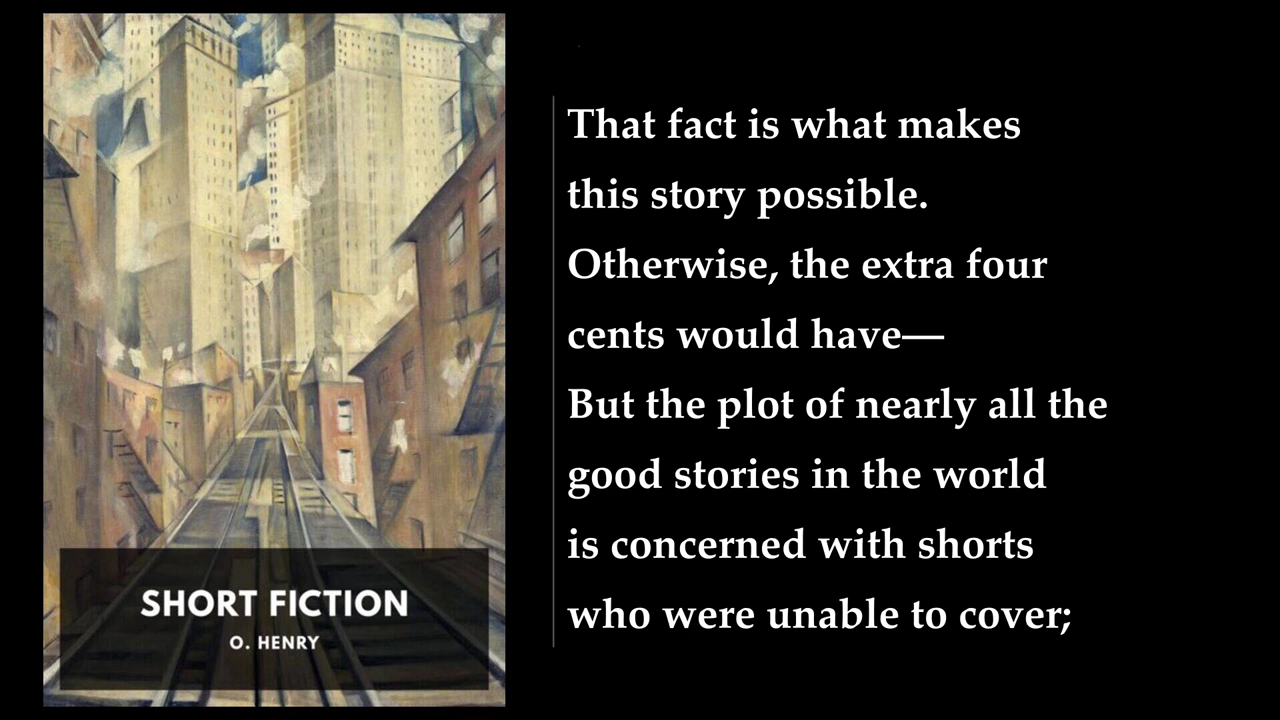 SHORT FICTION
O. HENRY
That fact is what makes
this story possible.
Otherwise, the extra four
cents would have—
But the plot of nearly all the
good stories in the world
is concerned with shorts
who were unable to cover;